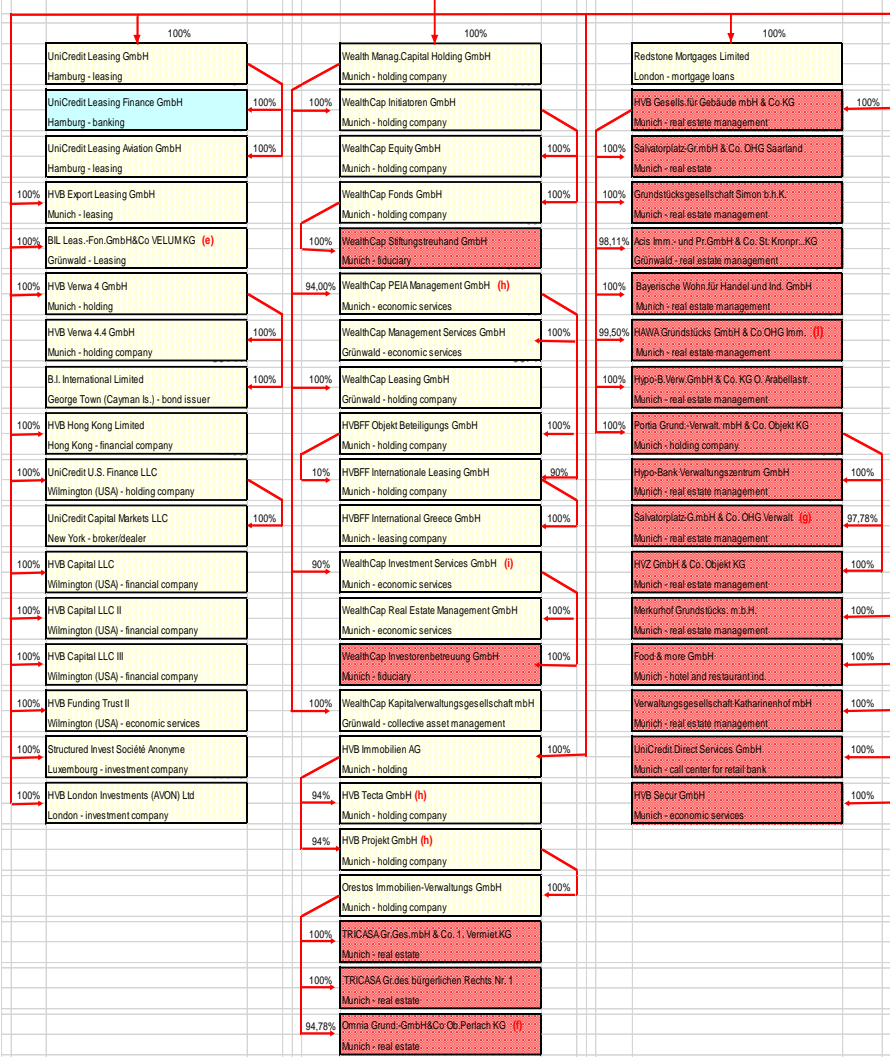 100%
UniCredit Leasing GmbH
Hamburg - leasing
UniCredit Leasing Finance GmbH
Hamburg - banking
100%
UniCredit Leasing Aviation GmbH
Hamburg - leasing
100%
100%
HVB Export Leasing GmbH
Munich - leasing
100%
BIL Leas.-Fon.GmbH&Co VELUM KG (e)
Grünwald - Leasing
100%
HVB Verwa 4 GmbH
Munich - holding
HVB Verwa 4.4 GmbH
Munich - holding company
100%
B.I. International Limited
George Town (Cayman Is.) - bond issuer
100%
100%
HVB Hong Kong Limited
Hong Kong - financial company
100%
UniCredit U.S. Finance LLC
Wilmington (USA) - holding company
UniCredit Capital Markets LLC
New York - broker/dealer
100%
100%
HVB Capital LLC
Wilmington (USA) - financial company
100%
HVB Capital LLC II
Wilmington (USA) - financial company
100%
HVB Capital LLC III
Wilmington (USA) - financial company
100%
HVB Funding Trust II
Wilmington (USA) - economic services
100%
Structured Invest Société Anonyme
Luxembourg - investment company
100%
HVB London Investments (AVON) Ltd
London - investment company
100%
Wealth Manag.Capital Holding GmbH
Munich - holding company
100%
WealthCap Initiatoren GmbH
Munich - holding company
WealthCap Equity GmbH
Munich - holding company
100%
WealthCap Fonds GmbH
Munich - holding company
100%
100%
WealthCap Stiftungstreuhand GmbH
Munich - fiduciary
94,00%
WealthCap PEIA Management GmbH (h)
Munich - economic services
WealthCap Management Services GmbH
Grünwald - economic services
100%
100%
WealthCap Leasing GmbH
Grünwald - holding company
HVBFF Objekt Beteiligungs GmbH
Munich - holding company
100%
10%
HVBFF Internationale Leasing GmbH
Munich - holding company
90%
HVBFF International Greece GmbH
Munich - leasing company
100%
90%
WealthCap Investment Services GmbH (i)
Munich - economic services
WealthCap Real Estate Management GmbH
Munich - economic services
100%
WealthCap Investorenbetreuung GmbH
Munich - fiduciary
100%
100%
WealthCap Kapitalverwaltungsgesellschaft mbH
Grünwald - collective asset management
HVB Immobilien AG
Munich - holding
100%
94%
HVB Tecta GmbH (h)
Munich - holding company
94%
HVB Projekt GmbH (h)
Munich - holding company
Orestos Immobilien-Verwaltungs GmbH
Munich - holding company
100%
100%
TRICASA Gr.Ges.mbH & Co. 1. Vermiet.KG
Munich - real estate
100%
TRICASA Gr.des bürgerlichen Rechts Nr. 1
Munich - real estate
94,78%
Omnia Grund.-GmbH&Co Ob.Perlach KG (f)
Munich - real estate
100%
Redstone Mortgages Limited
London - mortgage loans
HVB Gesells.für Gebäude mbH & Co KG
Munich - real estate management
100%
100%
Salvatorplatz-Gr.mbH & Co. OHG Saarland
Munich - real estate
100%
Grundstücksgesellschaft Simon b.h.K.
Munich - real estate management
98,11%
Acis Imm.- und Pr.GmbH & Co. St. Kronpr...KG
Grünwald - real estate management
100%
Bayerische Wohn.für Handel und Ind. GmbH
Munich - real estate management
99,50%
HAWA Grundstücks GmbH & Co OHG Imm. (l)
Munich - real estate management
100%
Hypo-B.Verw.GmbH & Co. KG O. Arabellastr.
Munich - real estate management
100%
Portia Grund.-Verwalt. mbH & Co. Objekt KG
Munich - holding company
Hypo-Bank Verwaltungszentrum GmbH
Munich - real estate management
100%
Salvatorplatz-G.mbH & Co. OHG Verwalt (g)
Munich - real estate management
97,78%
HVZ GmbH & Co. Objekt KG
Munich - real estate management
100%
Merkurhof Grundstücks. m.b.H.
Munich - real estate management
100%
Food & more GmbH
Munich - hotel and restaurant ind.
100%
Verwaltungsgesellschaft Katharinenhof mbH
Munich - real estate management
100%
UniCredit Direct Services GmbH
Munich - call center for retail bank
100%
HVB Secur GmbH
Munich - economic services
100%